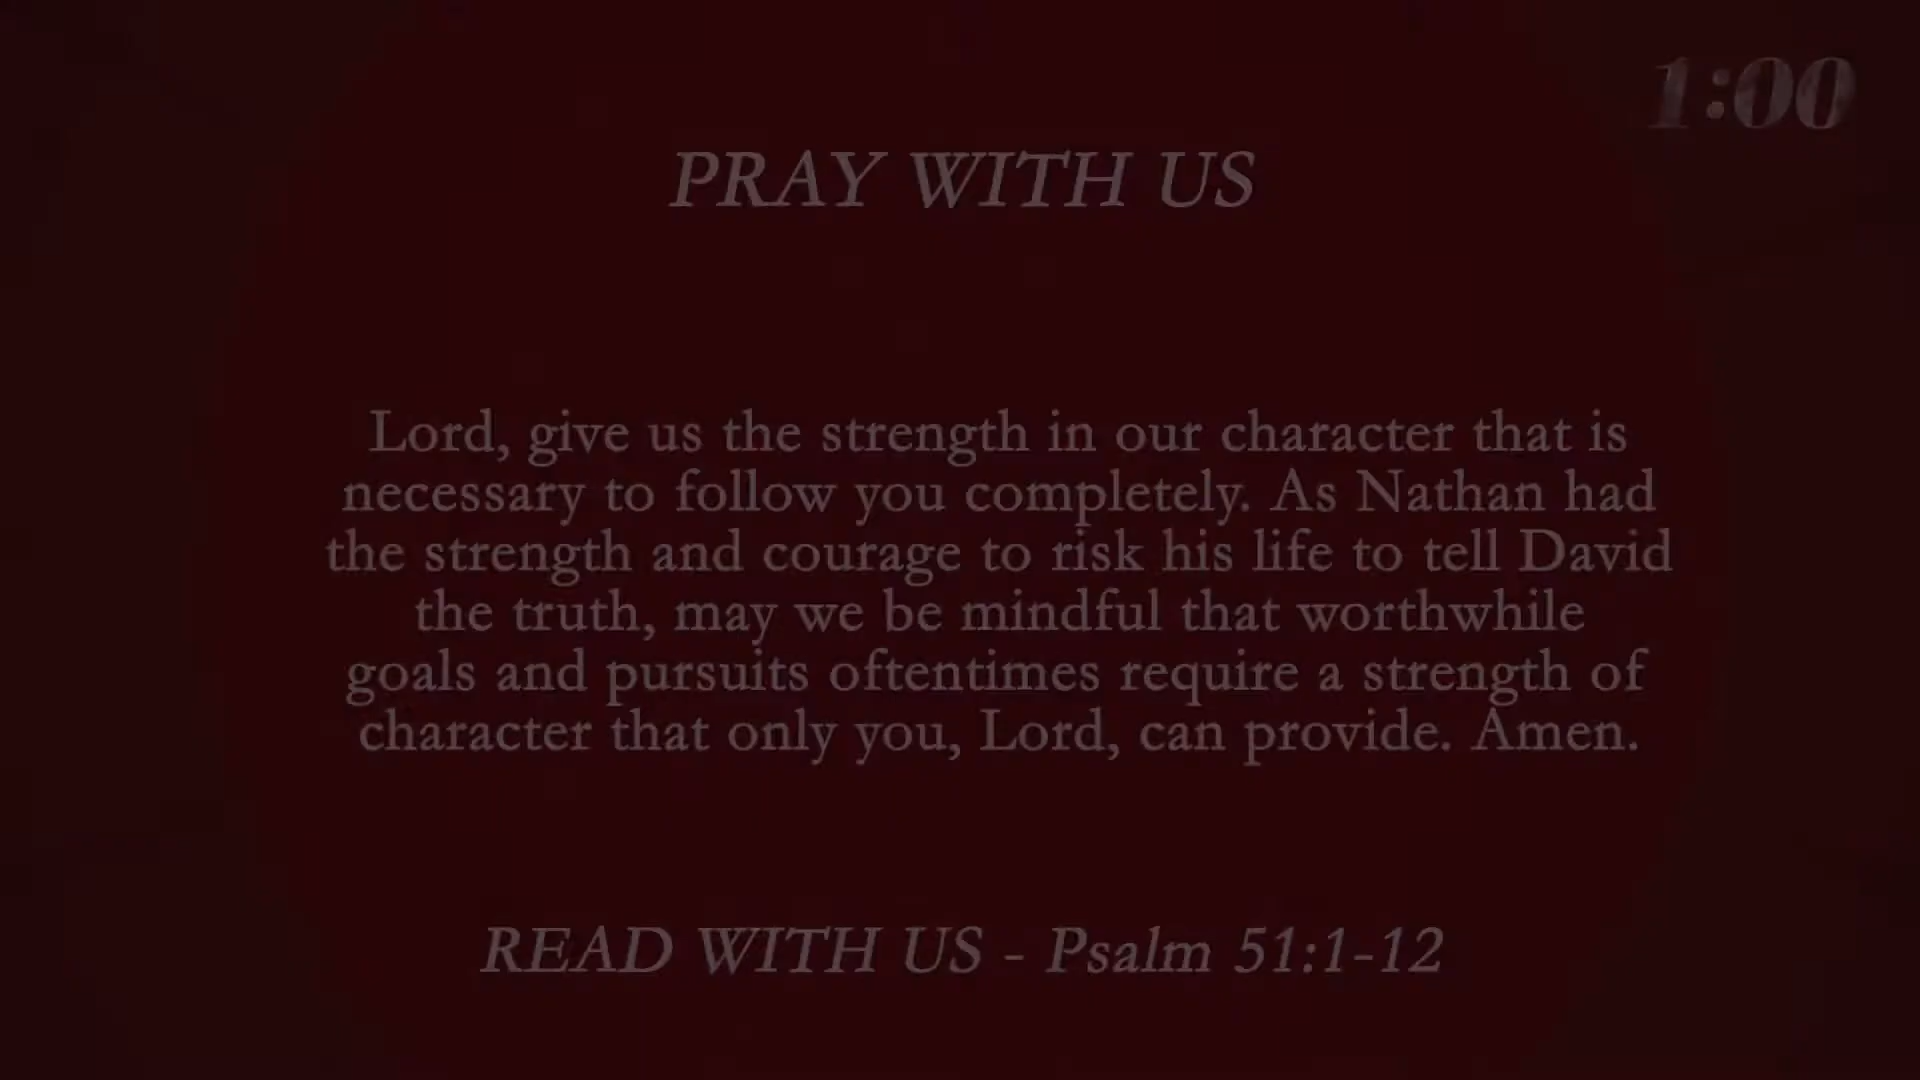 1:00
PRAY WITH US
Lord, give us the strength in our character that is
necessary to follow you completely. As Nathan had
the strength and courage to risk his life to tell David
the truth, may we be mindful that worthwhile
goals and pursuits oftentimes require a strength of
character that only you, Lord, can provide. Amen.
READ WITH US - Psalm 51:1-12